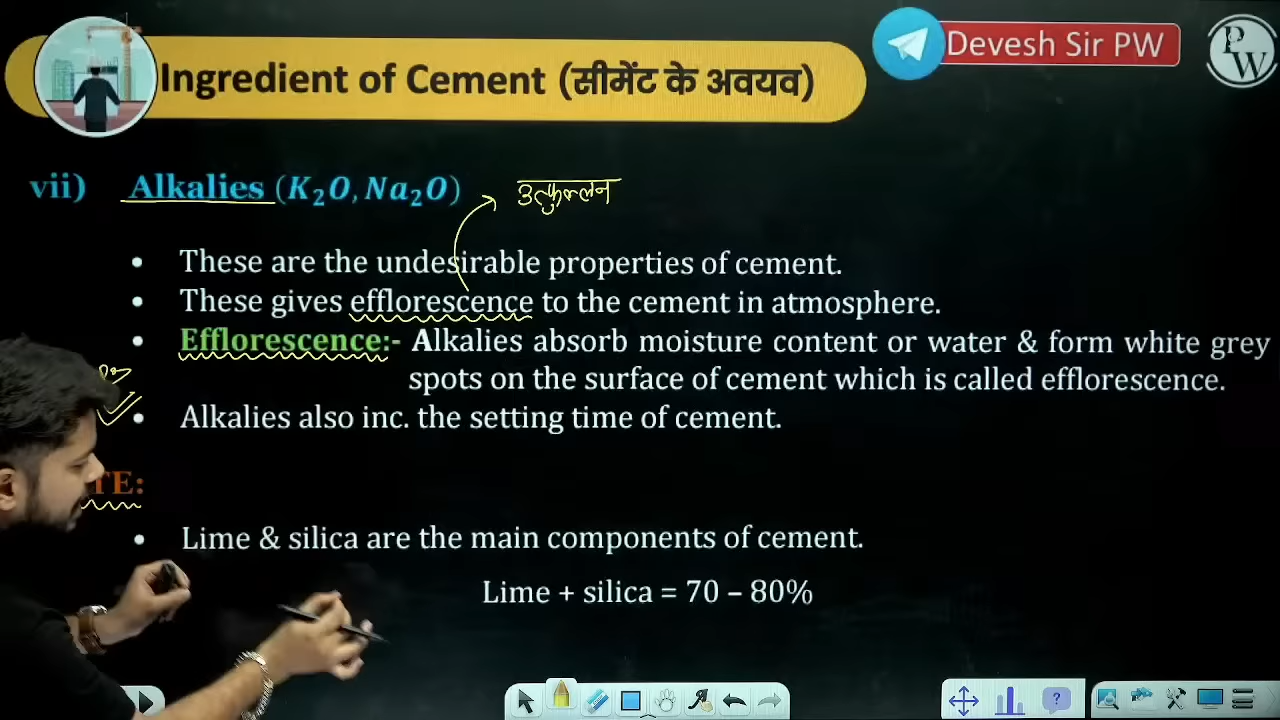 Ingredient of Cement (सीमेंट के अवयव)
Devesh Sir PW
PW
vii) Alkalies (K₂O, Na₂O)
उत्फुल्लन
• These are the undesirable properties of cement.
• These gives efflorescence to the cement in atmosphere.
• Efflorescence:- Alkalies absorb moisture content or water & form white grey
spots on the surface of cement which is called efflorescence.
• Alkalies also inc. the setting time of cement.
TE:
• Lime & silica are the main components of cement.
Lime + silica = 70 – 80%